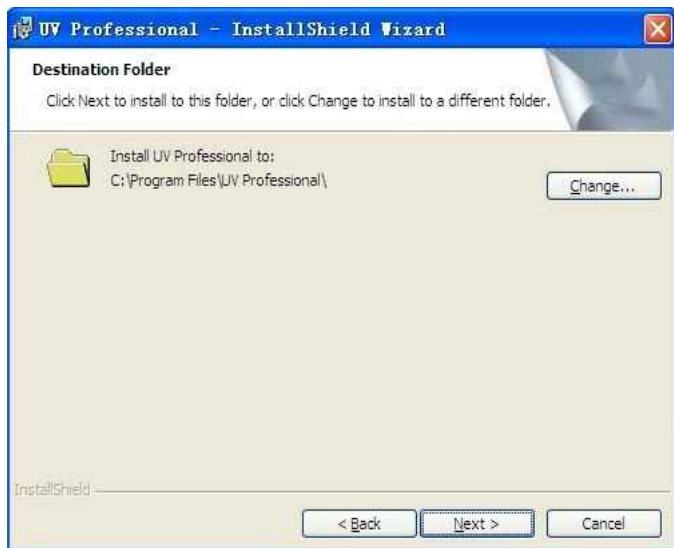 UV Professional - InstallShield Wizard
Destination Folder
Click Next to install to this folder, or click Change to install to a different folder.
Install UV Professional to:
C:\Program Files\UV Professional\
Change...
InstallShield
< Back
Next >
Cancel